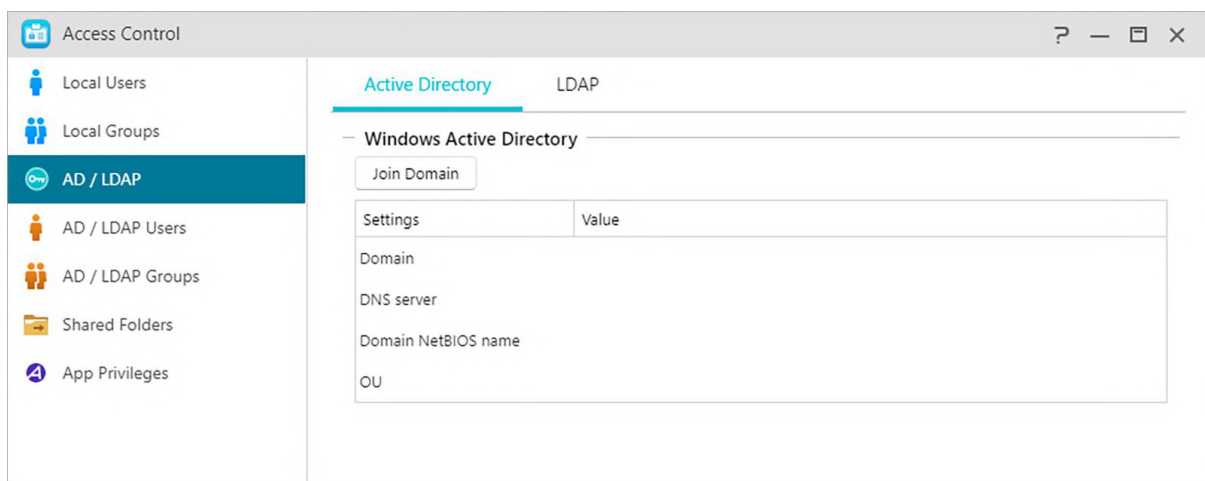 Access Control
Local Users
Local Groups
AD / LDAP
AD / LDAP Users
AD / LDAP Groups
Shared Folders
App Privileges
Active Directory LDAP
Windows Active Directory
Join Domain
Settings Value
Domain
DNS server
Domain NetBIOS name
OU